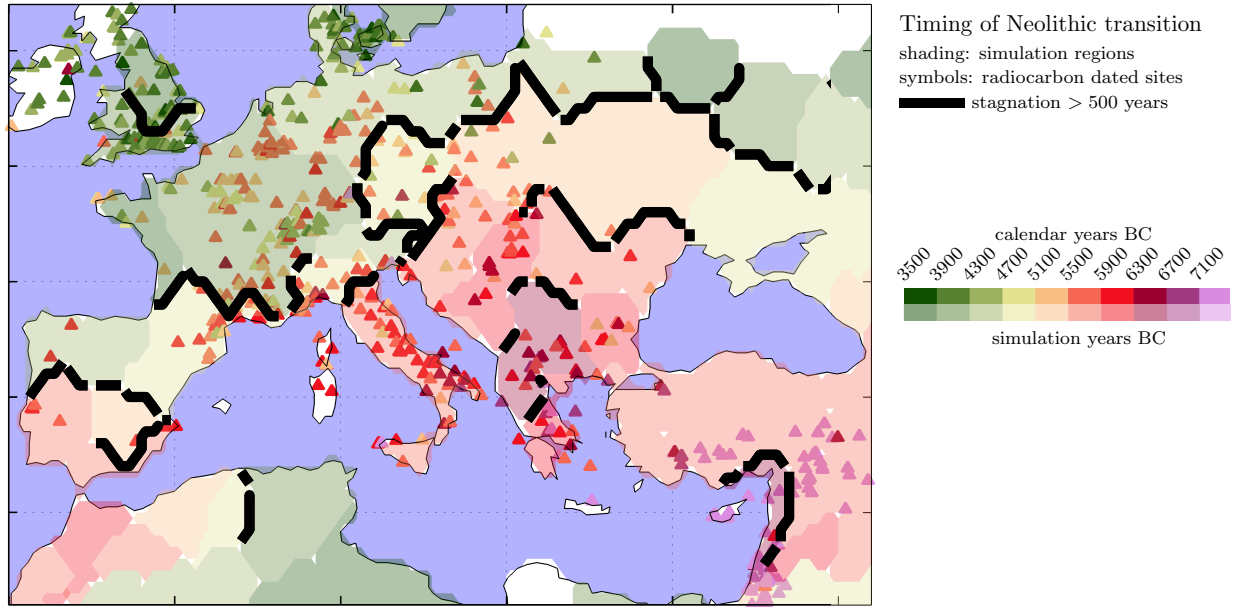 Timing of Neolithic transition
shading: simulation regions
symbols: radiocarbon dated sites
stagnation > 500 years
calendar years BC
3500 3900 4300 4700 5100 5500 5900 6300 6700 7100
simulation years BC